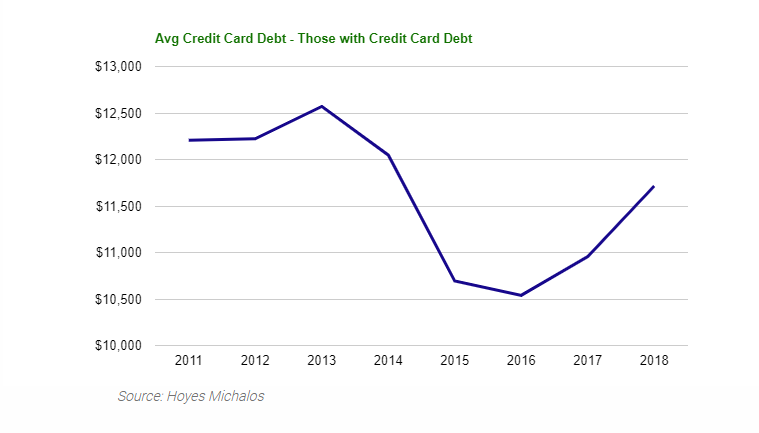 Avg Credit Card Debt - Those with Credit Card Debt
$13,000
$12,500
$12,000
$11,500
$11,000
$10,500
$10,000
2011 2012 2013 2014 2015 2016 2017 2018
Source: Hoyes Michalos